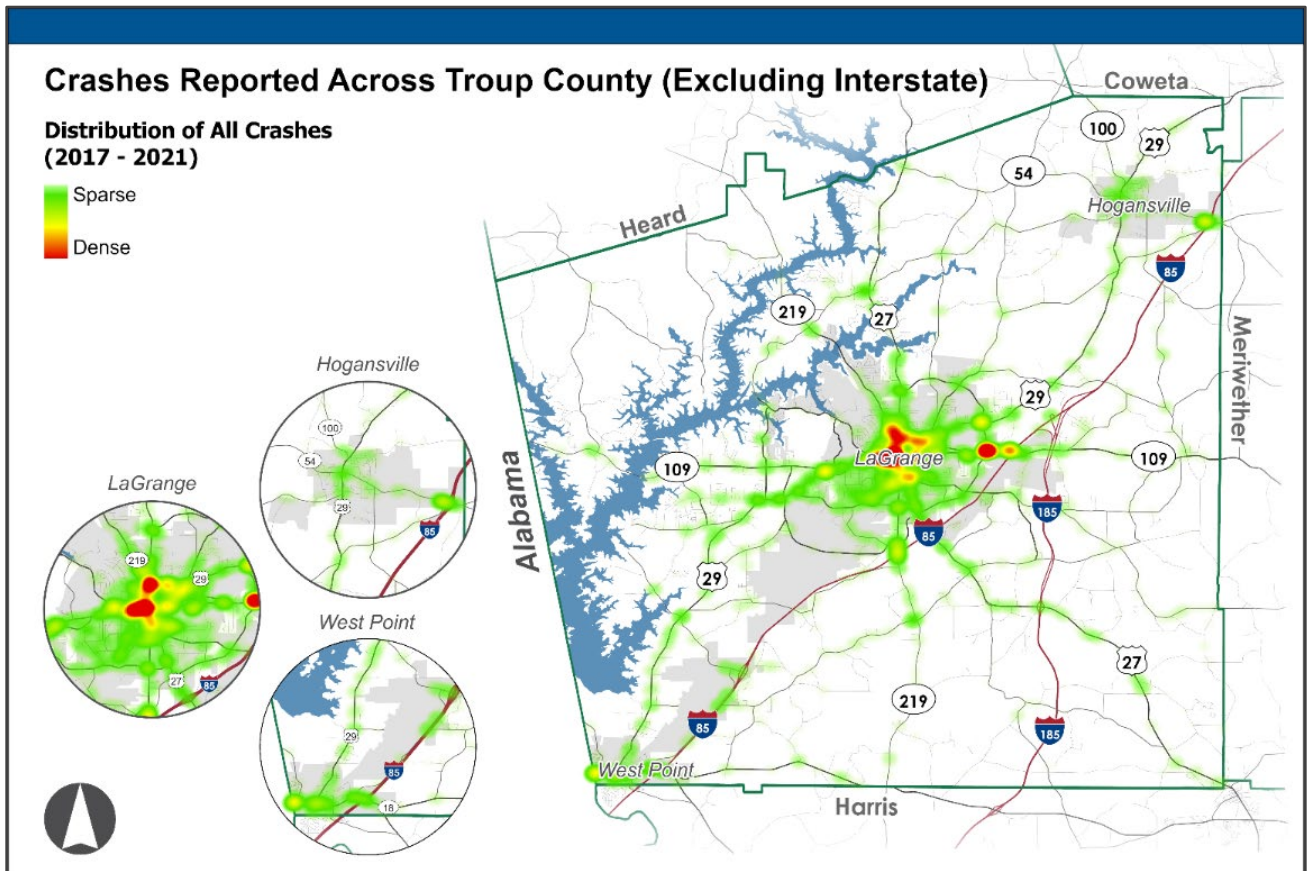 Crashes Reported Across Troup County (Excluding Interstate)
Distribution of All Crashes
(2017 - 2021)
Sparse
Dense
Coweta
100
29
54
Hogansville
Heard
85
219
27
Meriwether
29
LaGrange
109
109
185
85
Alabama
29
27
219
85
185
West Point
Harris
Hogansville
100
54
29
85
LaGrange
219
29
27
85
West Point
29
85
18